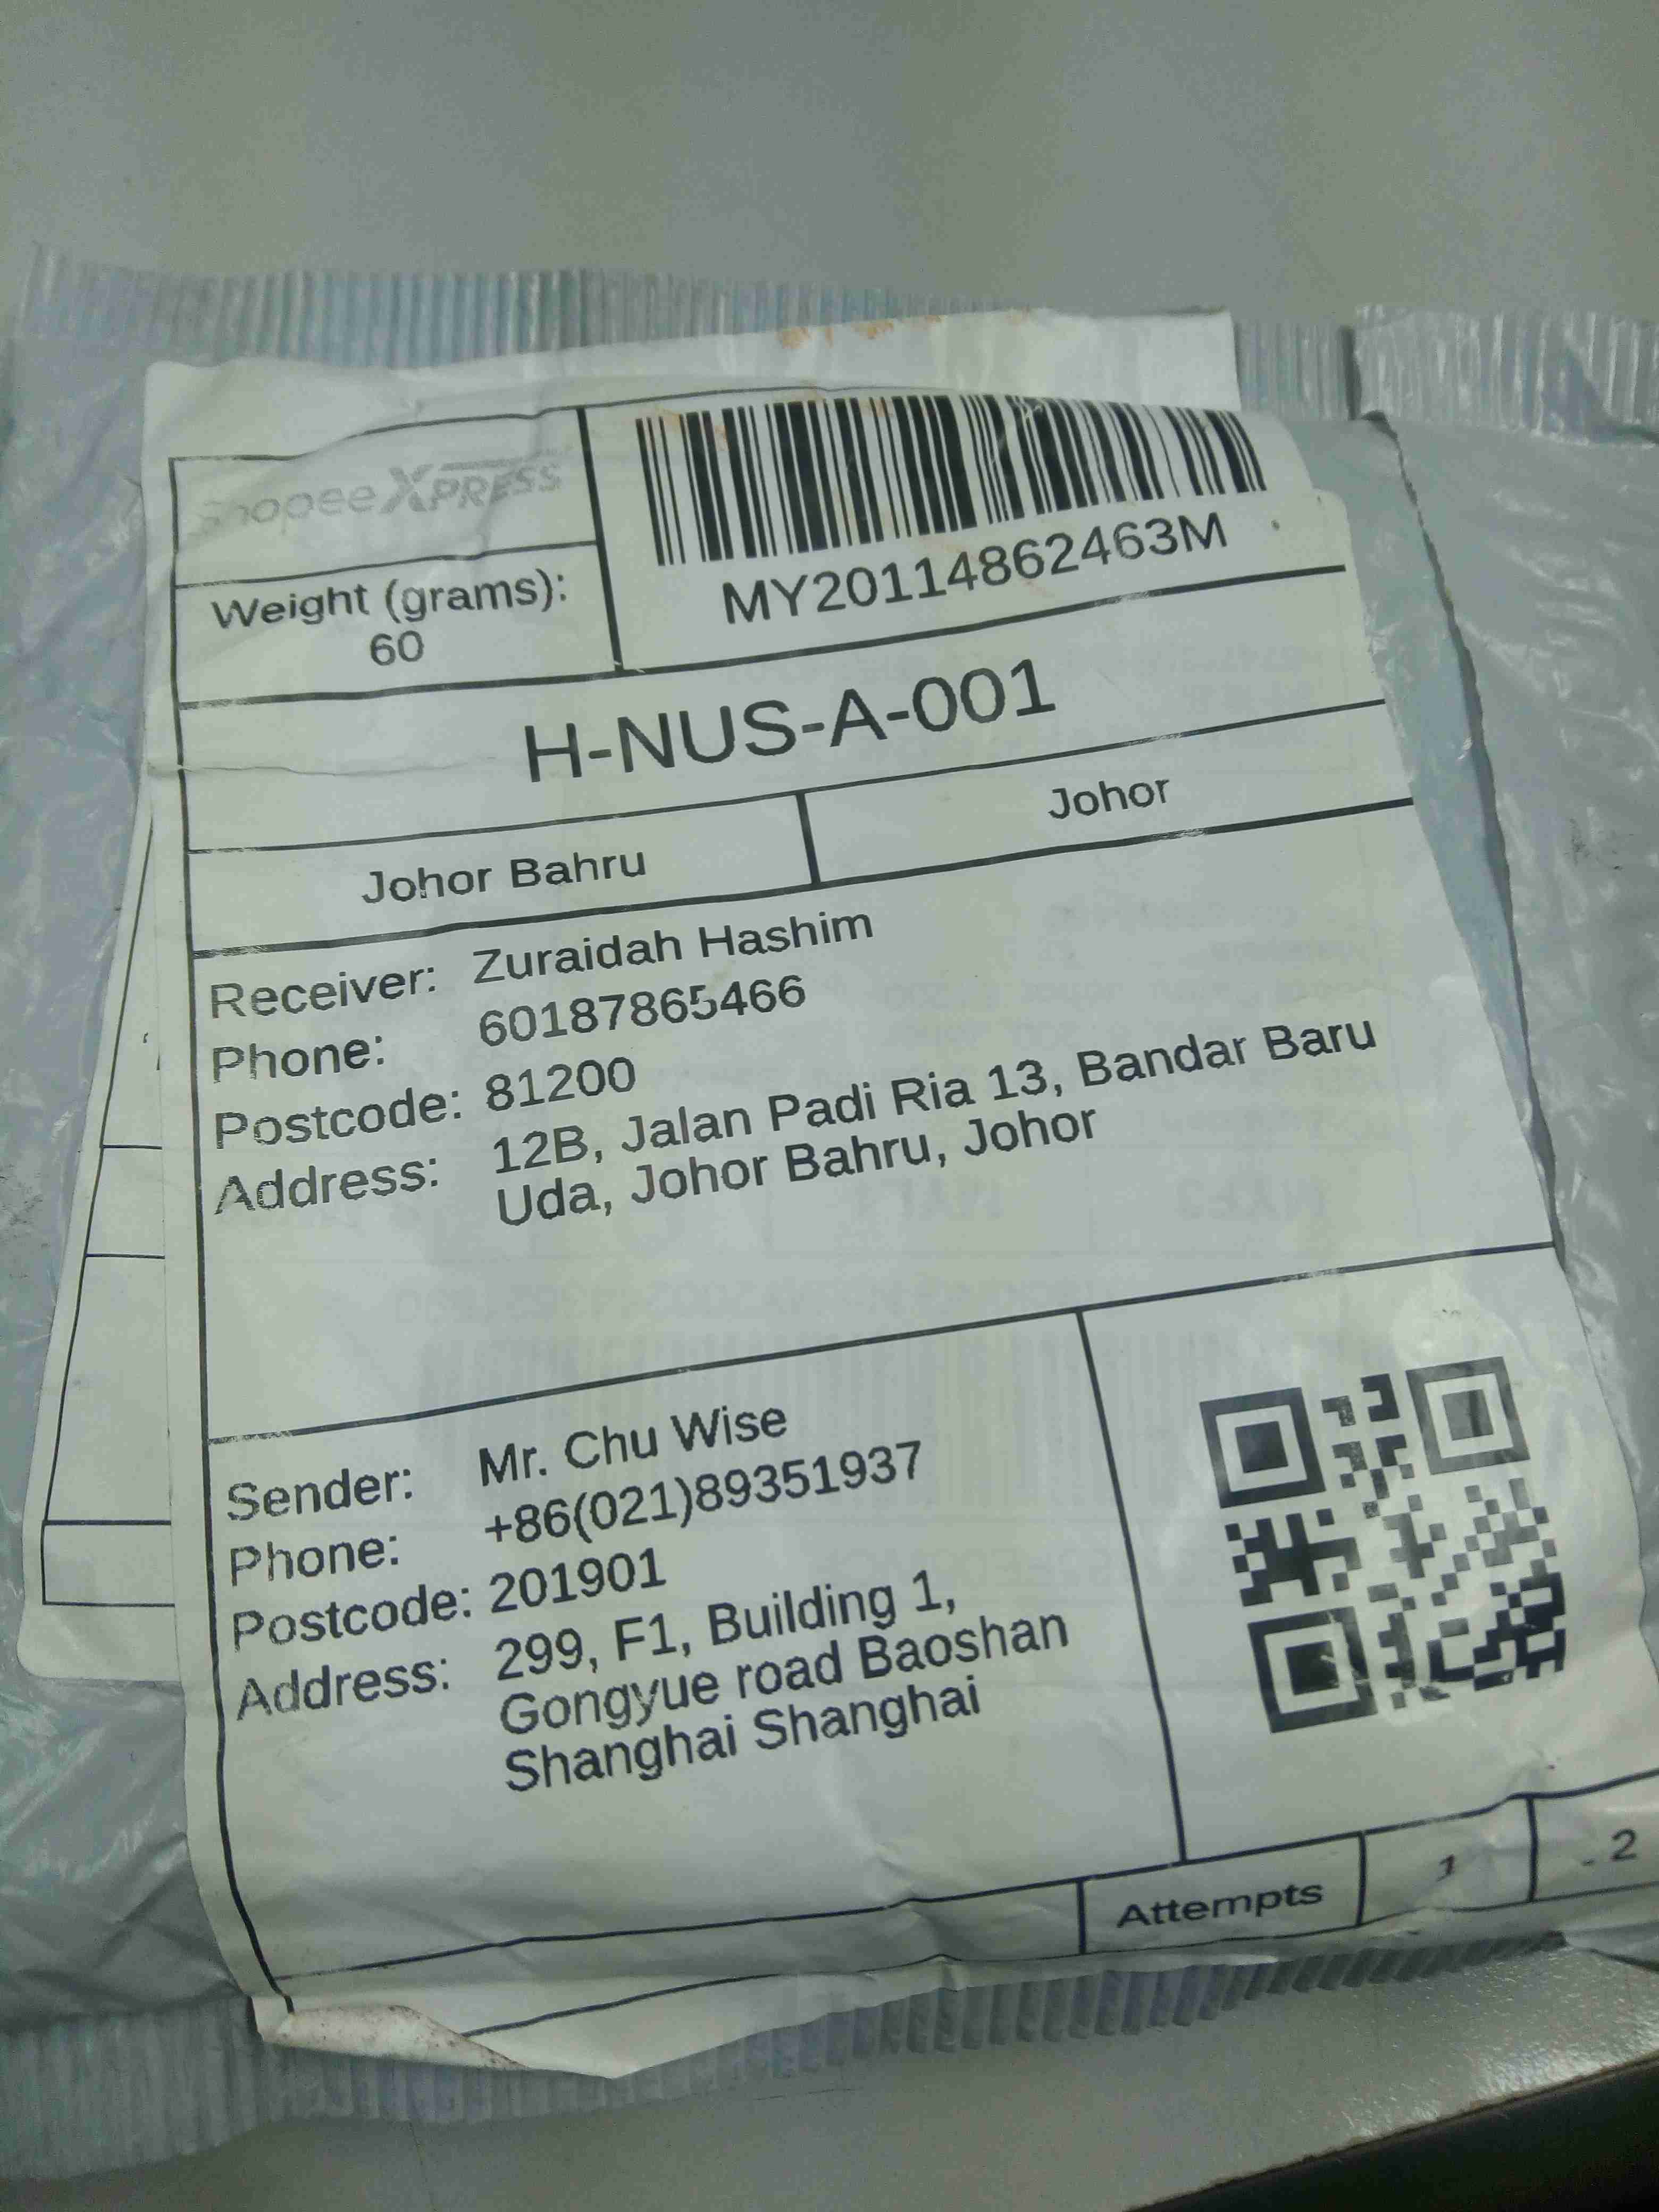 Shopee XPRESS
MY20114862463M
Weight (grams):
60
H-NUS-A-001
Johor Bahru
Johor
Receiver: Zuraidah Hashim
Phone: 60187865466
Postcode: 81200
Address: 12B, Jalan Padi Ria 13, Bandar Baru
Uda, Johor Bahru, Johor
Sender: Mr. Chu Wise
Phone: +86(021)89351937
Postcode: 201901
Address: 299, F1, Building 1,
Gongyue road Baoshan
Shanghai Shanghai
Attempts 1 2